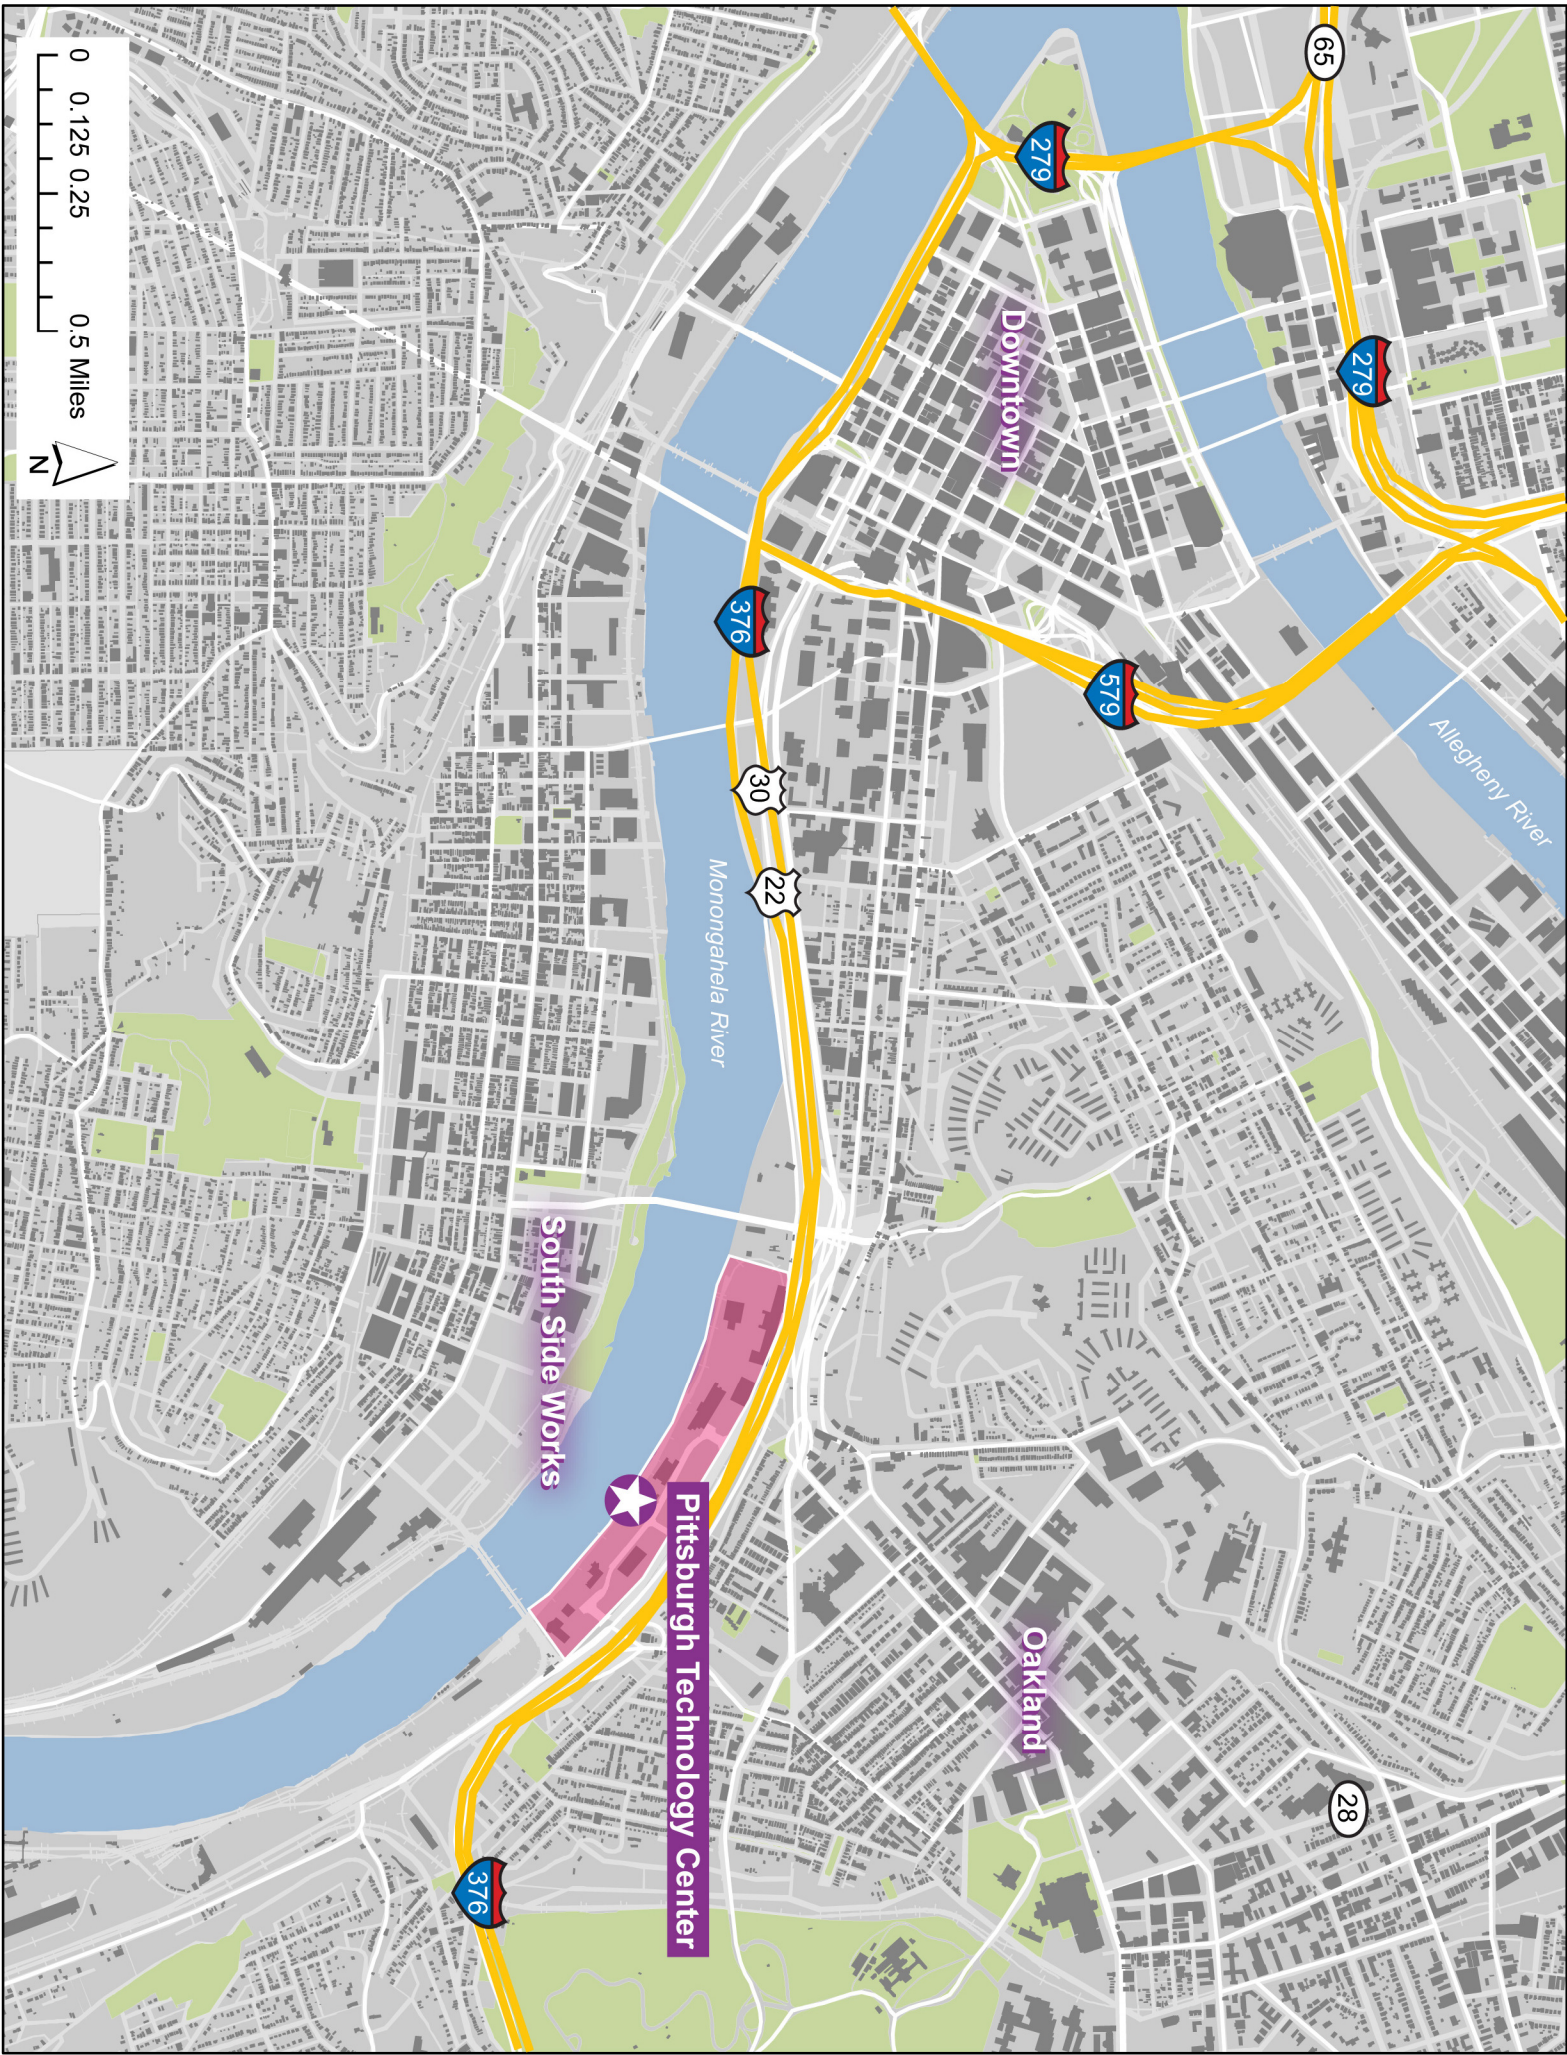 65
279
279
Downtown
579
Allegheny River
376
30
22
Monongahela River
Oakland
28
South Side Works
Pittsburgh Technology Center
376
0 0.125 0.25 0.5 Miles
N